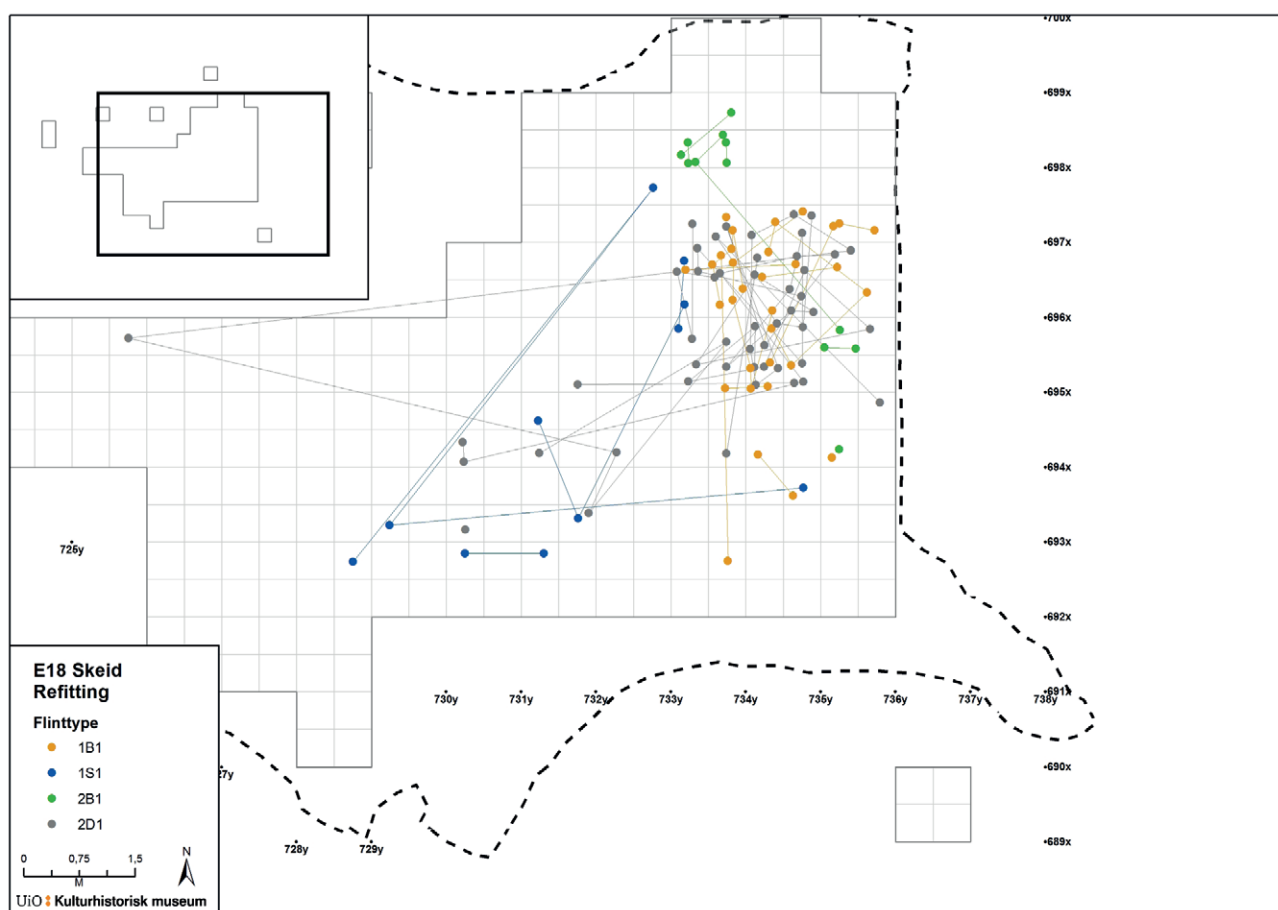 •700x
•699x
•698x
•697x
•696x
•695x
•694x
•693x
•692x
725y
730y 731y 732y 733y 734y 735y 736y 737y 738y
•691x
•690x
27y
728y 729y
•689x
E18 Skeid
Refitting
Flinttype
1B1
1S1
2B1
2D1
0 0,75 1,5
M
N
UiO Kulturhistorisk museum